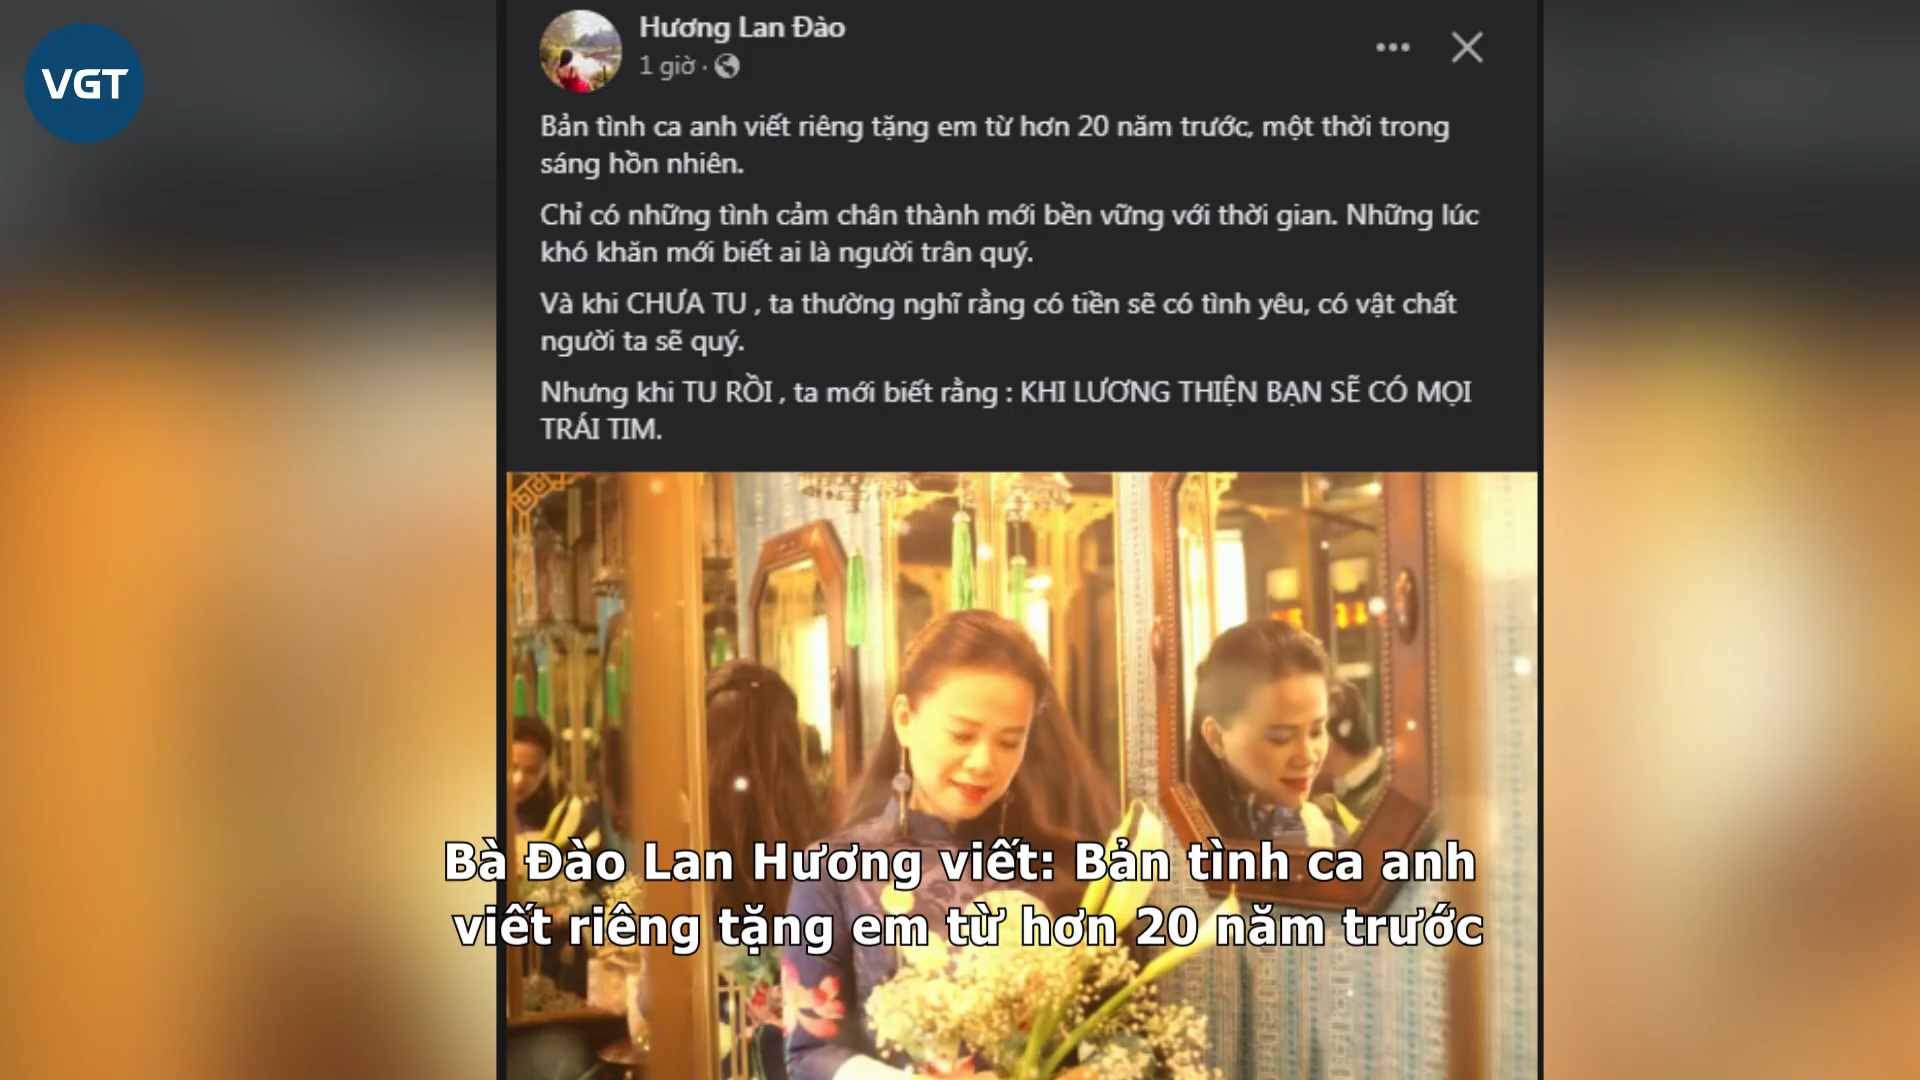 VGT
Hương Lan Đào
1 giờ ·
Bản tình ca anh viết riêng tặng em từ hơn 20 năm trước, một thời trong
sáng hồn nhiên.
Chỉ có những tình cảm chân thành mới bền vững với thời gian. Những lúc
khó khăn mới biết ai là người trân quý.
Và khi CHƯA TU , ta thường nghĩ rằng có tiền sẽ có tình yêu, có vật chất
người ta sẽ quý.
Nhưng khi TU RỒI , ta mới biết rằng : KHI LƯƠNG THIỆN BẠN SẼ CÓ MỌI
TRÁI TIM.
Bà Đào Lan Hương viết: Bản tình ca anh
viết riêng tặng em từ hơn 20 năm trước